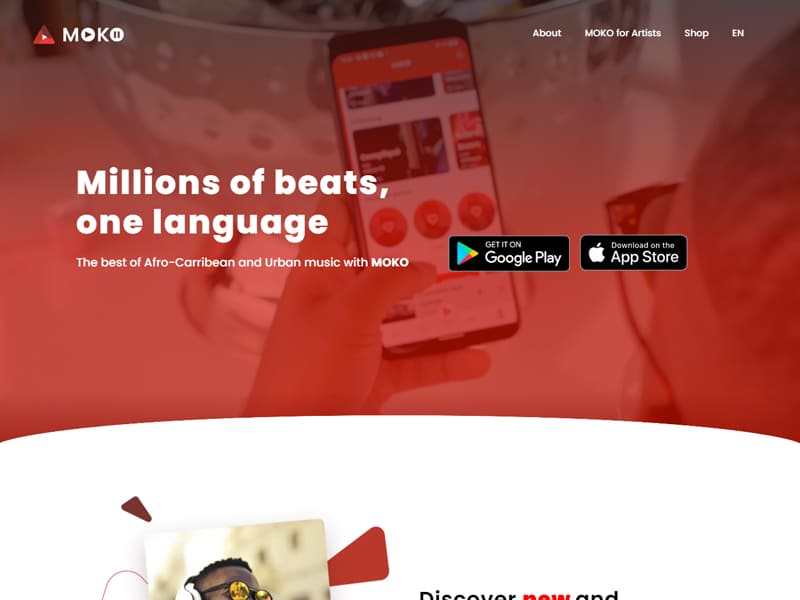 MOKO
About
MOKO for Artists
Shop
EN
Millions of beats,
one language
The best of Afro-Carribean and Urban music with MOKO
GET IT ON
Google Play
Download on the
App Store
Discover new and